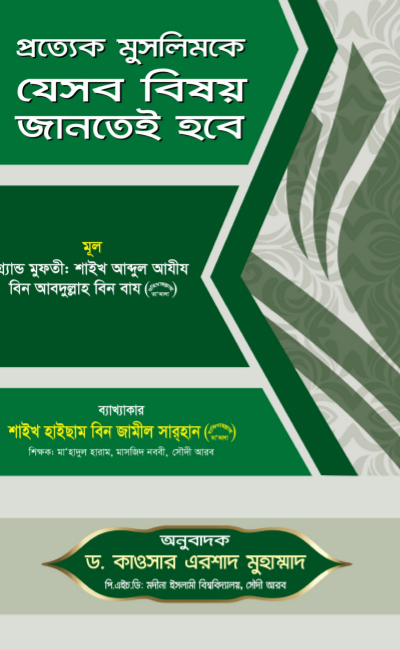 প্রত্যেক মুসলিমকে
যেসব বিষয়
জানতেই হবে
মূল
গ্র্যান্ড মুফতী: শাইখ আব্দুল আযীয
বিন আবদুল্লাহ বিন বায
ব্যাখ্যাকার
শাইখ হাইছাম বিন জামীল সার্‌হান
শিক্ষক: মা'হাদুল হারাম, মাসজিদ নববী, সৌদী আরব
অনুবাদক
ড. কাওসার এরশাদ মুহাম্মাদ
পি.এইচ.ডি: মদীনা ইসলামী বিশ্ববিদ্যালয়, সৌদী আরব